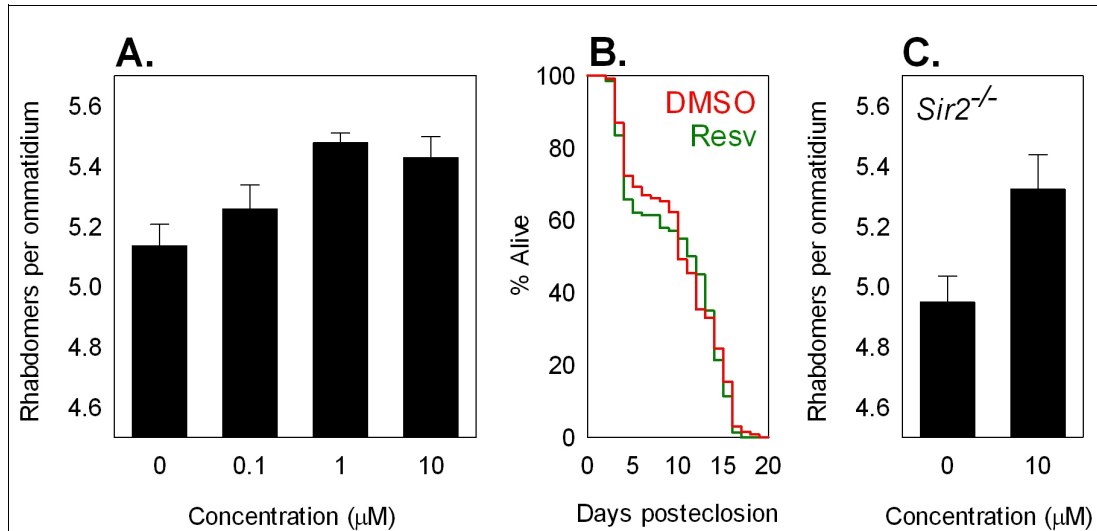 A.
Rhabdomers per ommatidium
5.6
5.4
5.2
5.0
4.8
4.6
0 0.1 1 10
Concentration (μM)
B.
DMSO
Resv
% Alive
100
80
60
40
20
0
0 5 10 15 20
Days posteclosion
C.
Sir2-/-
Rhabdomers per ommatidium
5.6
5.4
5.2
5.0
4.8
4.6
0 10
Concentration (μM)